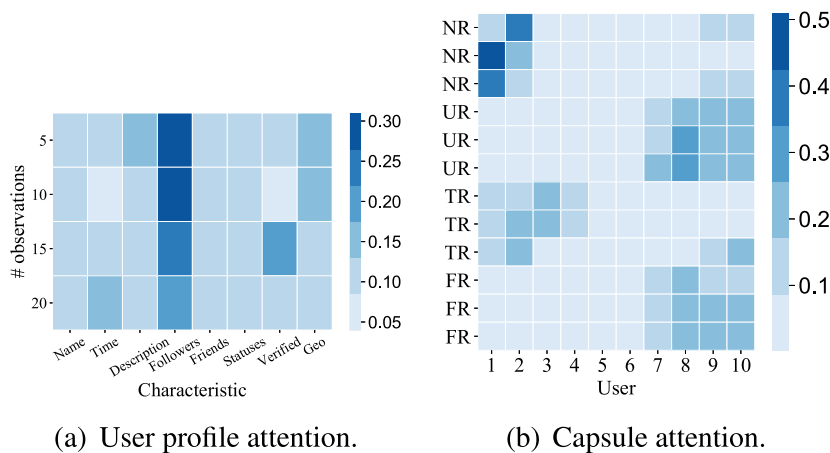 # observations
5
10
15
20
0.30
0.25
0.20
0.15
0.10
0.05
Name
Time
Description
Followers
Friends
Statuses
Verified
Geo
Characteristic
(a) User profile attention.
NR
NR
NR
UR
UR
UR
TR
TR
TR
FR
FR
FR
1 2 3 4 5 6 7 8 9 10
User
0.5
0.4
0.3
0.2
0.1
(b) Capsule attention.